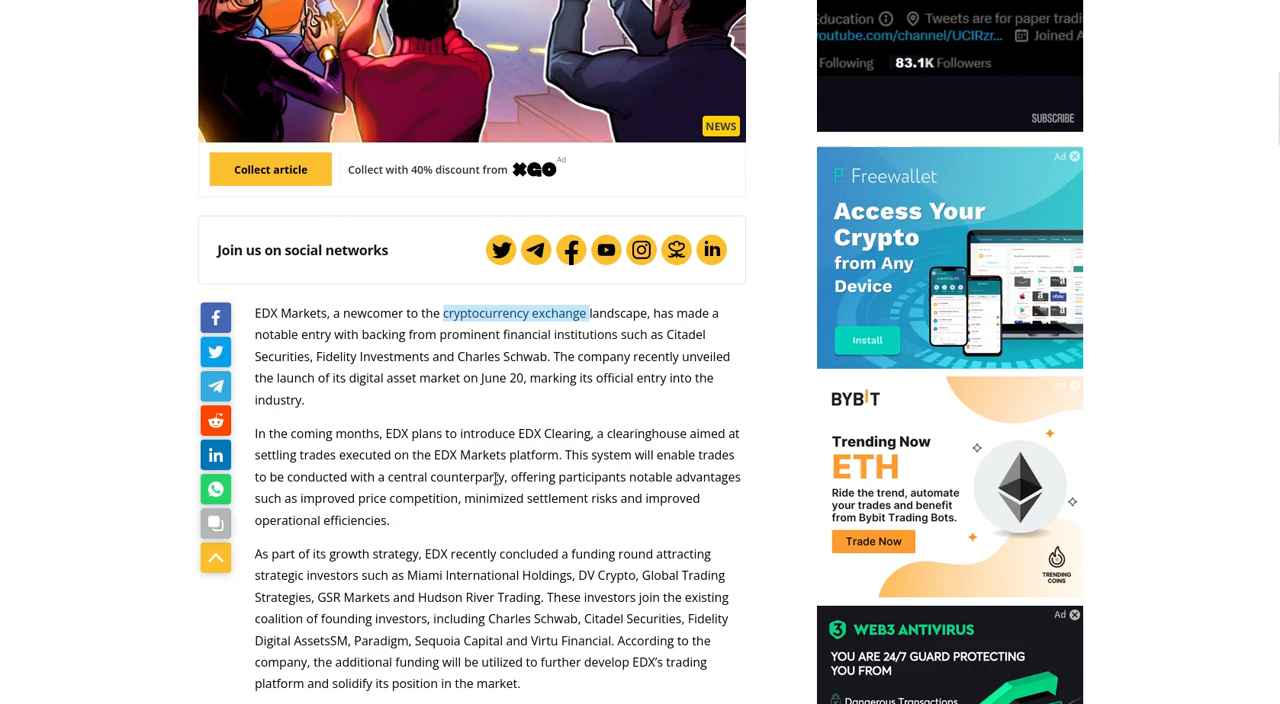 Education Tweets are for paper tradi
youtube.com/channel/UCIRzr... Joined A
Following 83.1K Followers
SUBSCRIBE
NEWS
Collect article
Collect with 40% discount from XGO Ad
Join us on social networks
EDX Markets, a newcomer to the cryptocurrency exchange landscape, has made a
notable entry with backing from prominent financial institutions such as Citadel
Securities, Fidelity Investments and Charles Schwab. The company recently unveiled
the launch of its digital asset market on June 20, marking its official entry into the
industry.
In the coming months, EDX plans to introduce EDX Clearing, a clearinghouse aimed at
settling trades executed on the EDX Markets platform. This system will enable trades
to be conducted with a central counterparty, offering participants notable advantages
such as improved price competition, minimized settlement risks and improved
operational efficiencies.
As part of its growth strategy, EDX recently concluded a funding round attracting
strategic investors such as Miami International Holdings, DV Crypto, Global Trading
Strategies, GSR Markets and Hudson River Trading. These investors join the existing
coalition of founding investors, including Charles Schwab, Citadel Securities, Fidelity
Digital AssetsSM, Paradigm, Sequoia Capital and Virtu Financial. According to the
company, the additional funding will be utilized to further develop EDX’s trading
platform and solidify its position in the market.
Ad
Freewallet
Access Your
Crypto
from Any
Device
Install
Ad
BYBIT
Trending Now
ETH
Ride the trend, automate
your trades and benefit
from Bybit Trading Bots.
Trade Now
TRENDING
COINS
Ad
WEB3 ANTIVIRUS
YOU ARE 24/7 GUARD PROTECTING
YOU FROM
Dangerous Transactions